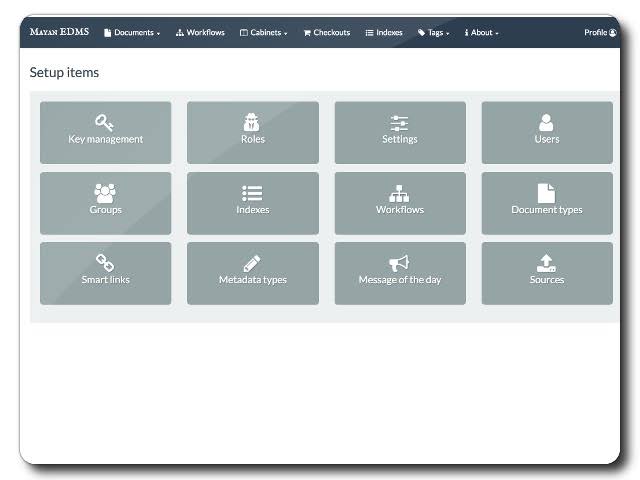 Mayan EDMS Documents Workflows Cabinets Checkouts Indexes Tags About Profile
Setup items
Key management Roles Settings Users
Groups Indexes Workflows Document types
Smart links Metadata types Message of the day Sources